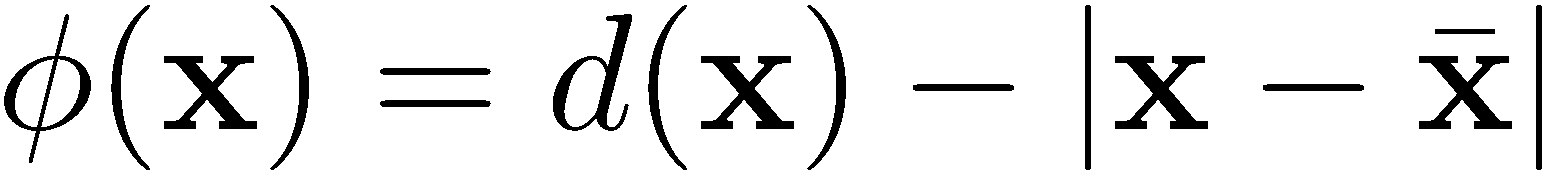 ϕ(𝐱) = d(𝐱) − |𝐱 − 𝐱̄|